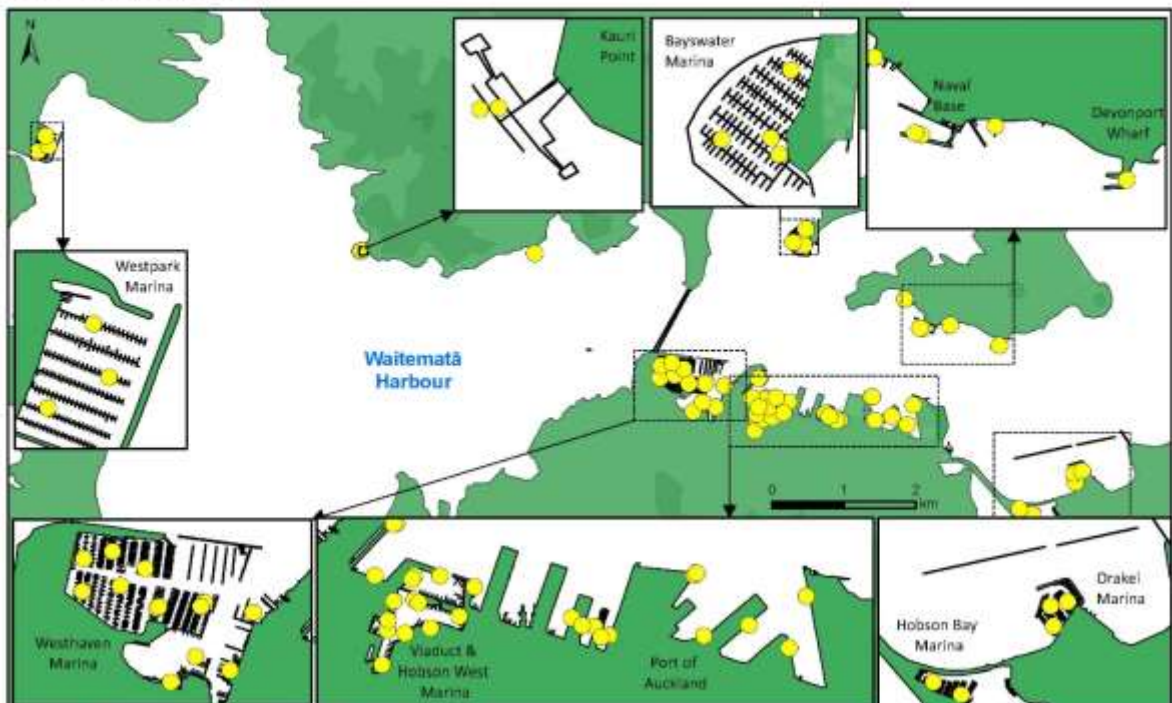 N
Kauri
Point
Bayswater
Marina
Naval
Base
Devonport
Wharf
Westpark
Marina
Waitematā
Harbour
0 1 2
km
Westhaven
Marina
Viaduct &
Hobson West
Marina
Port of
Auckland
Hobson Bay
Marina
Orakei
Marina